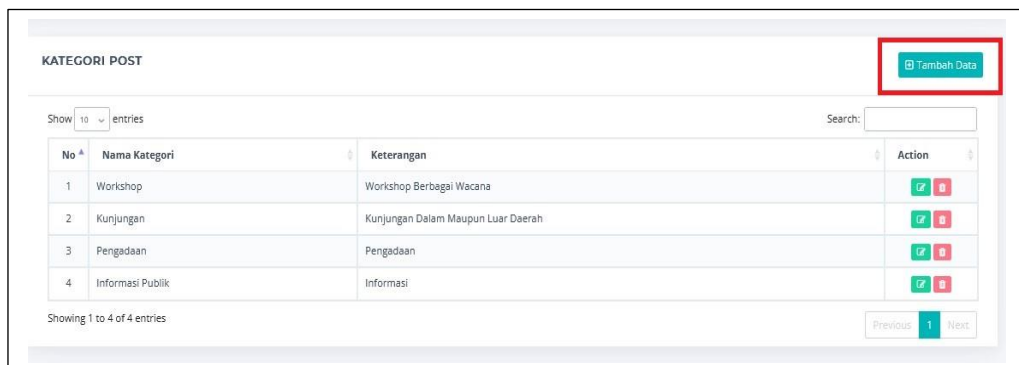 KATEGORI POST
Tambah Data
Show 10 entries
Search:
No Nama Kategori Keterangan Action
1 Workshop Workshop Berbagai Wacana
2 Kunjungan Kunjungan Dalam Maupun Luar Daerah
3 Pengadaan Pengadaan
4 Informasi Publik Informasi
Showing 1 to 4 of 4 entries
Previous 1 Next